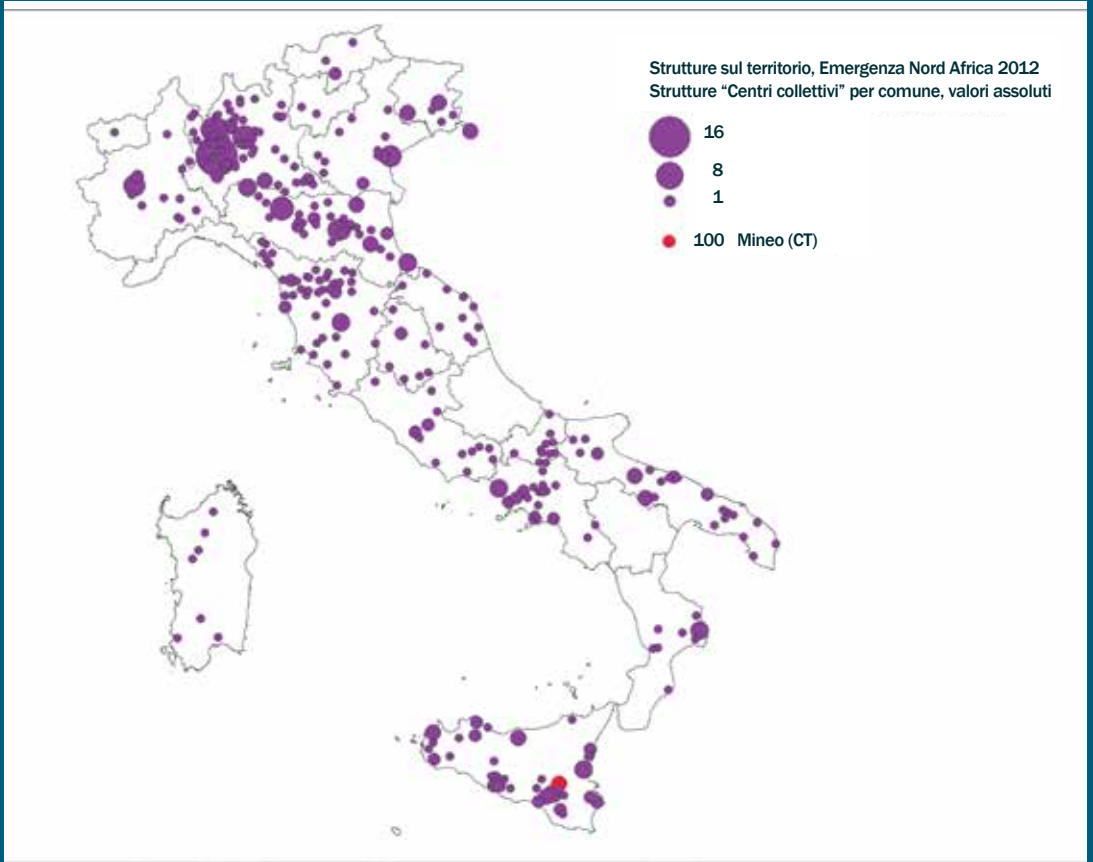 Strutture sul territorio, Emergenza Nord Africa 2012
Strutture “Centri collettivi” per comune, valori assoluti
16
8
1
100 Mineo (CT)